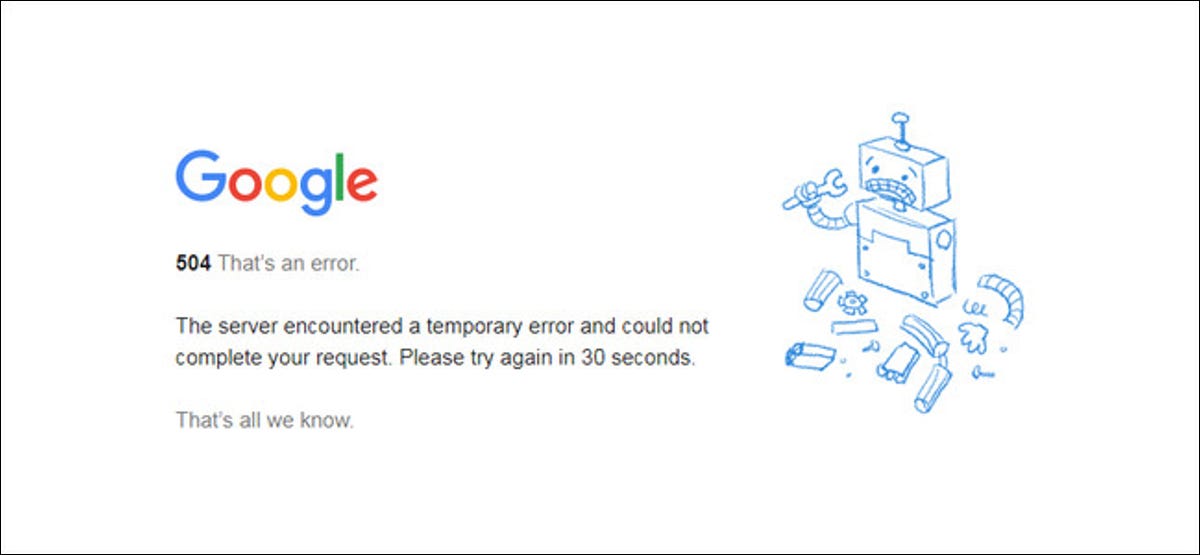 Google
504 That's an error.
The server encountered a temporary error and could not
complete your request. Please try again in 30 seconds.
That's all we know.